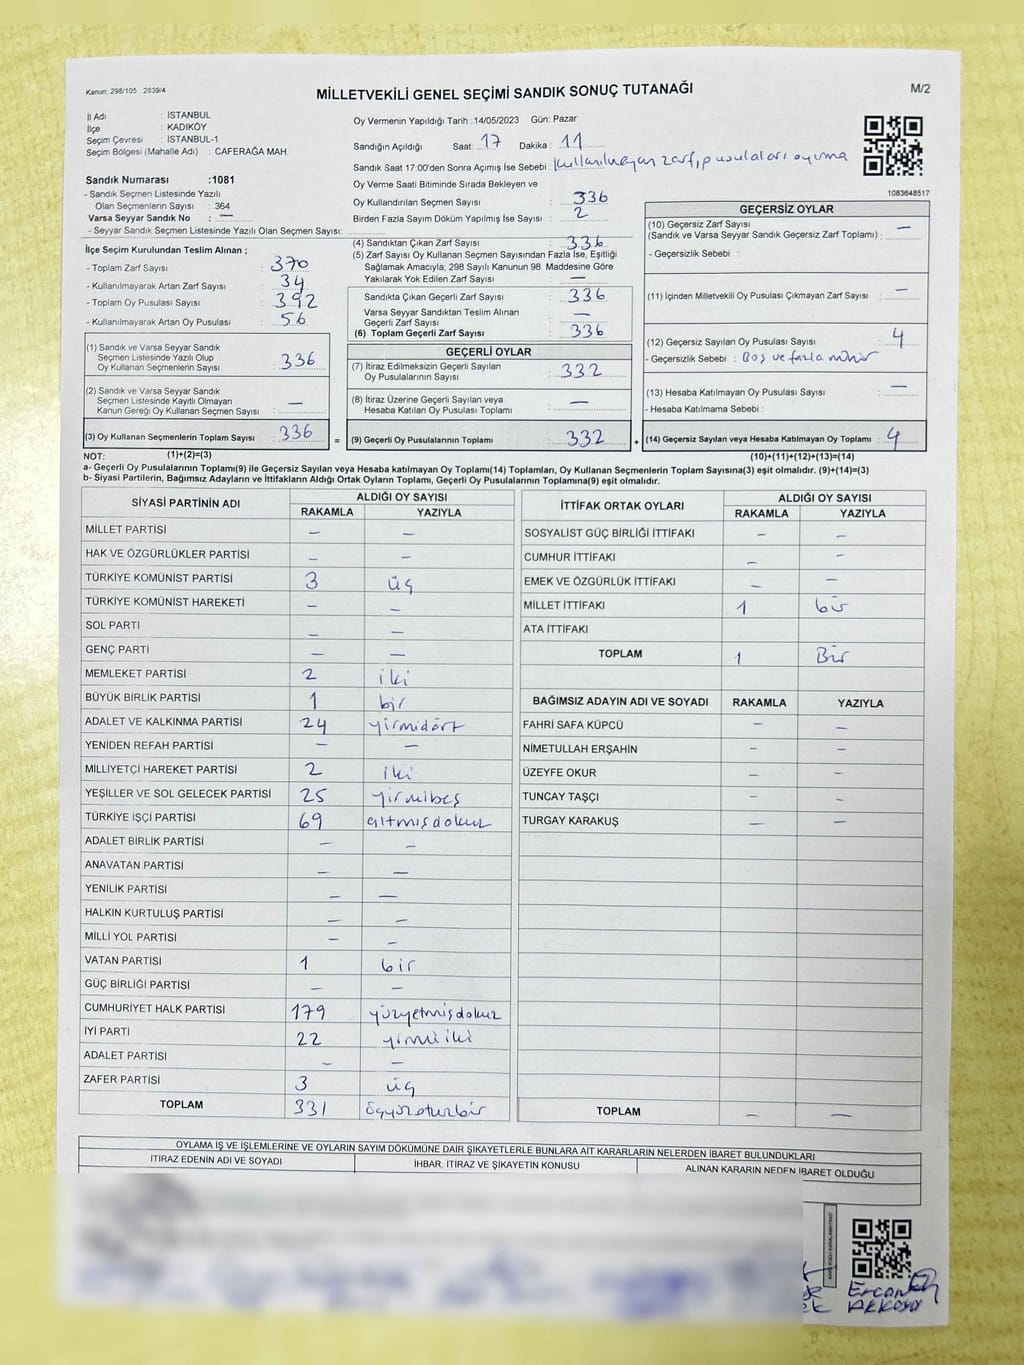 Kanun: 298/105 , 2839/4
MİLLETVEKİLİ GENEL SEÇİMİ SANDIK SONUÇ TUTANAĞI
M/2
İl Adı : İSTANBUL
İlçe : KADIKÖY
Seçim Çevresi : İSTANBUL-1
Seçim Bölgesi (Mahalle Adı) : CAFERAĞA MAH.
Oy Vermenin Yapıldığı Tarih :14/05/2023 Gün: Pazar
Sandığın Açıldığı Saat: 17 Dakika : 11
Sandık Saat 17:00'den Sonra Açımış İse Sebebi : kullanılmayan zarf, pusulaları ayırma
Oy Verme Saati Bitiminde Sırada Bekleyen ve
Oy Kullandırılan Seçmen Sayısı : 336
Birden Fazla Sayım Döküm Yapılmış İse Sayısı : 2
1083648517
Sandık Numarası :1081
- Sandık Seçmen Listesinde Yazılı
Olan Seçmenlerin Sayısı : 364
Varsa Seyyar Sandık No : —
- Seyyar Sandık Seçmen Listesinde Yazılı Olan Seçmen Sayısı:
İlçe Seçim Kurulundan Teslim Alınan ;
- Toplam Zarf Sayısı : 370
- Kullanılmayarak Artan Zarf Sayısı : 34
- Toplam Oy Pusulası Sayısı : 392
- Kullanılmayarak Artan Oy Pusulası : 56
(1) Sandık ve Varsa Seyyar Sandık
Seçmen Listesinde Yazılı Olup
Oy Kullanan Seçmenlerin Sayısı : 336
(2) Sandık ve Varsa Seyyar Sandık
Seçmen Listesinde Kayıtlı Olmayan
Kanun Gereği Oy Kullanan Seçmen Sayısı : —
(3) Oy Kullanan Seçmenlerin Toplam Sayısı : 336
(4) Sandıktan Çıkan Zarf Sayısı : 336
(5) Zarf Sayısı Oy Kullanan Seçmen Sayısından Fazla İse, Eşitliği
Sağlamak Amacıyla; 298 Sayılı Kanunun 98. Maddesine Göre
Yakılarak Yok Edilen Zarf Sayısı : —
Sandıkta Çıkan Geçerli Zarf Sayısı : 336
Varsa Seyyar Sandıktan Teslim Alınan
Geçerli Zarf Sayısı : —
(6) Toplam Geçerli Zarf Sayısı : 336
GEÇERLİ OYLAR
(7) İtiraz Edilmeksizin Geçerli Sayılan
Oy Pusulalarının Sayısı : 332
(8) İtiraz Üzerine Geçerli Sayılan veya
Hesaba Katılan Oy Pusulası Toplamı : —
= (9) Geçerli Oy Pusulalarının Toplamı : 332
GEÇERSİZ OYLAR
(10) Geçersiz Zarf Sayısı
(Sandık ve Varsa Seyyar Sandık Geçersiz Zarf Toplamı) : —
- Geçersizlik Sebebi :
(11) İçinden Milletvekili Oy Pusulası Çıkmayan Zarf Sayısı : —
(12) Geçersiz Sayılan Oy Pusulası Sayısı : 4
- Geçersizlik Sebebi : Boş ve fazla mühür
(13) Hesaba Katılmayan Oy Pusulası Sayısı : —
- Hesaba Katılmama Sebebi :
+ (14) Geçersiz Sayılan veya Hesaba Katılmayan Oy Toplamı : 4
NOT: (1)+(2)=(3)
(10)+(11)+(12)+(13)=(14)
a- Geçerli Oy Pusulalarının Toplamı(9) ile Geçersiz Sayılan veya Hesaba katılmayan Oy Toplamı(14) Toplamları, Oy Kullanan Seçmenlerin Toplam Sayısına(3) eşit olmalıdır. (9)+(14)=(3)
b- Siyasi Partilerin, Bağımsız Adayların ve İttifakların Aldığı Ortak Oyların Toplamı, Geçerli Oy Pusulalarının Toplamına(9) eşit olmalıdır.
SİYASİ PARTİNİN ADI ALDIĞI OY SAYISI
RAKAMLA YAZIYLA
MİLLET PARTİSİ — —
HAK VE ÖZGÜRLÜKLER PARTİSİ — —
TÜRKİYE KOMÜNİST PARTİSİ 3 üç
TÜRKİYE KOMÜNİST HAREKETİ — —
SOL PARTİ — —
GENÇ PARTİ — —
MEMLEKET PARTİSİ 2 iki
BÜYÜK BİRLİK PARTİSİ 1 bir
ADALET VE KALKINMA PARTİSİ 24 yirmidört
YENİDEN REFAH PARTİSİ — —
MİLLİYETÇİ HAREKET PARTİSİ 2 iki
YEŞİLLER VE SOL GELECEK PARTİSİ 25 yirmibeş
TÜRKİYE İŞÇİ PARTİSİ 69 altmışdokuz
ADALET BİRLİK PARTİSİ — —
ANAVATAN PARTİSİ — —
YENİLİK PARTİSİ — —
HALKIN KURTULUŞ PARTİSİ — —
MİLLİ YOL PARTİSİ — —
VATAN PARTİSİ 1 bir
GÜÇ BİRLİĞİ PARTİSİ — —
CUMHURİYET HALK PARTİSİ 179 yüzyetmişdokuz
İYİ PARTİ 22 yirmiiki
ADALET PARTİSİ — —
ZAFER PARTİSİ 3 üç
TOPLAM 331 üçyüzotuzbir
İTTİFAK ORTAK OYLARI ALDIĞI OY SAYISI
RAKAMLA YAZIYLA
SOSYALİST GÜÇ BİRLİĞİ İTTİFAKI — —
CUMHUR İTTİFAKI — —
EMEK VE ÖZGÜRLÜK İTTİFAKI — —
MİLLET İTTİFAKI 1 bir
ATA İTTİFAKI
TOPLAM 1 Bir
BAĞIMSIZ ADAYIN ADI VE SOYADI RAKAMLA YAZIYLA
FAHRİ SAFA KÜPCÜ — —
NİMETULLAH ERŞAHİN — —
ÜZEYFE OKUR — —
TUNCAY TAŞÇI — —
TURGAY KARAKUŞ — —
TOPLAM — —
OYLAMA İŞ VE İŞLEMLERİNE VE OYLARIN SAYIM DÖKÜMÜNE DAİR ŞİKAYETLERLE BUNLARA AİT KARARLARIN NELERDEN İBARET BULUNDUKLARI
İTİRAZ EDENİN ADI VE SOYADI İHBAR, İTİRAZ VE ŞİKAYETİN KONUSU ALINAN KARARIN NEDEN İBARET OLDUĞU
Ercan
AKKAYA